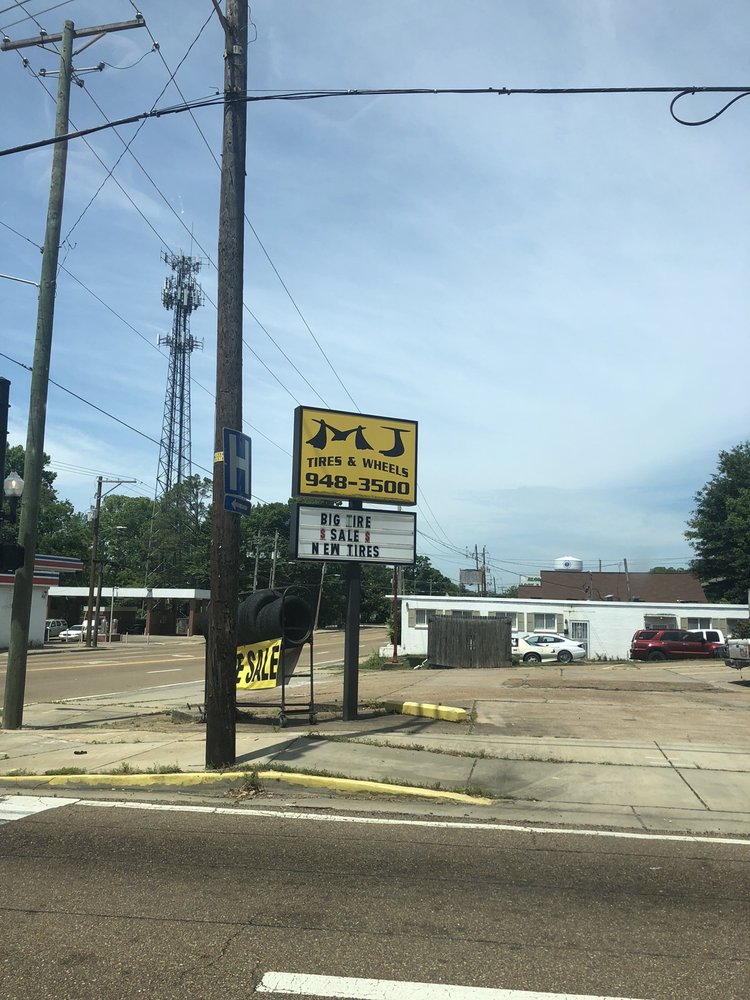 H
MJ
TIRES & WHEELS
948-3500
BIG TIRE
$ SALE $
NEW TIRES
SALE